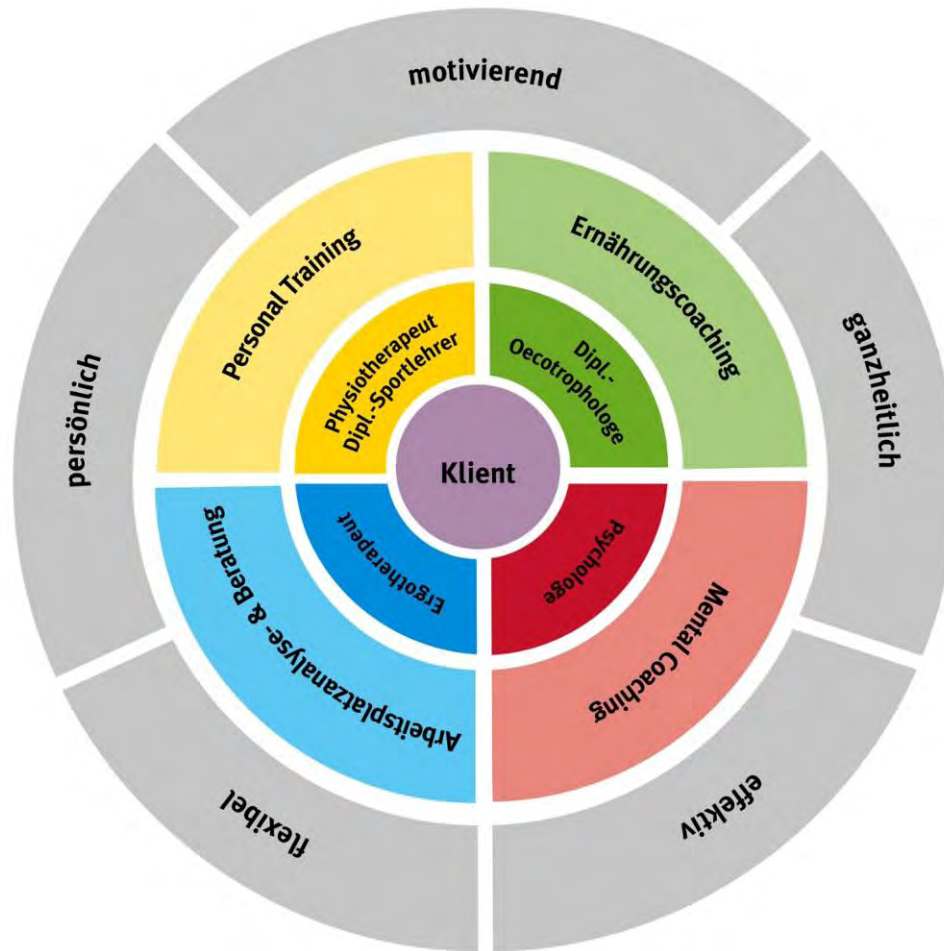 motivierend
ganzheitlich
effektiv
flexibel
persönlich
Personal Training
Ernährungscoaching
Mental Coaching
Arbeitsplatzanalyse- & Beratung
Physiotherapeut
Dipl.-Sportlehrer
Dipl.-
Oecotrophologe
Psychologe
Ergotherapeut
Klient